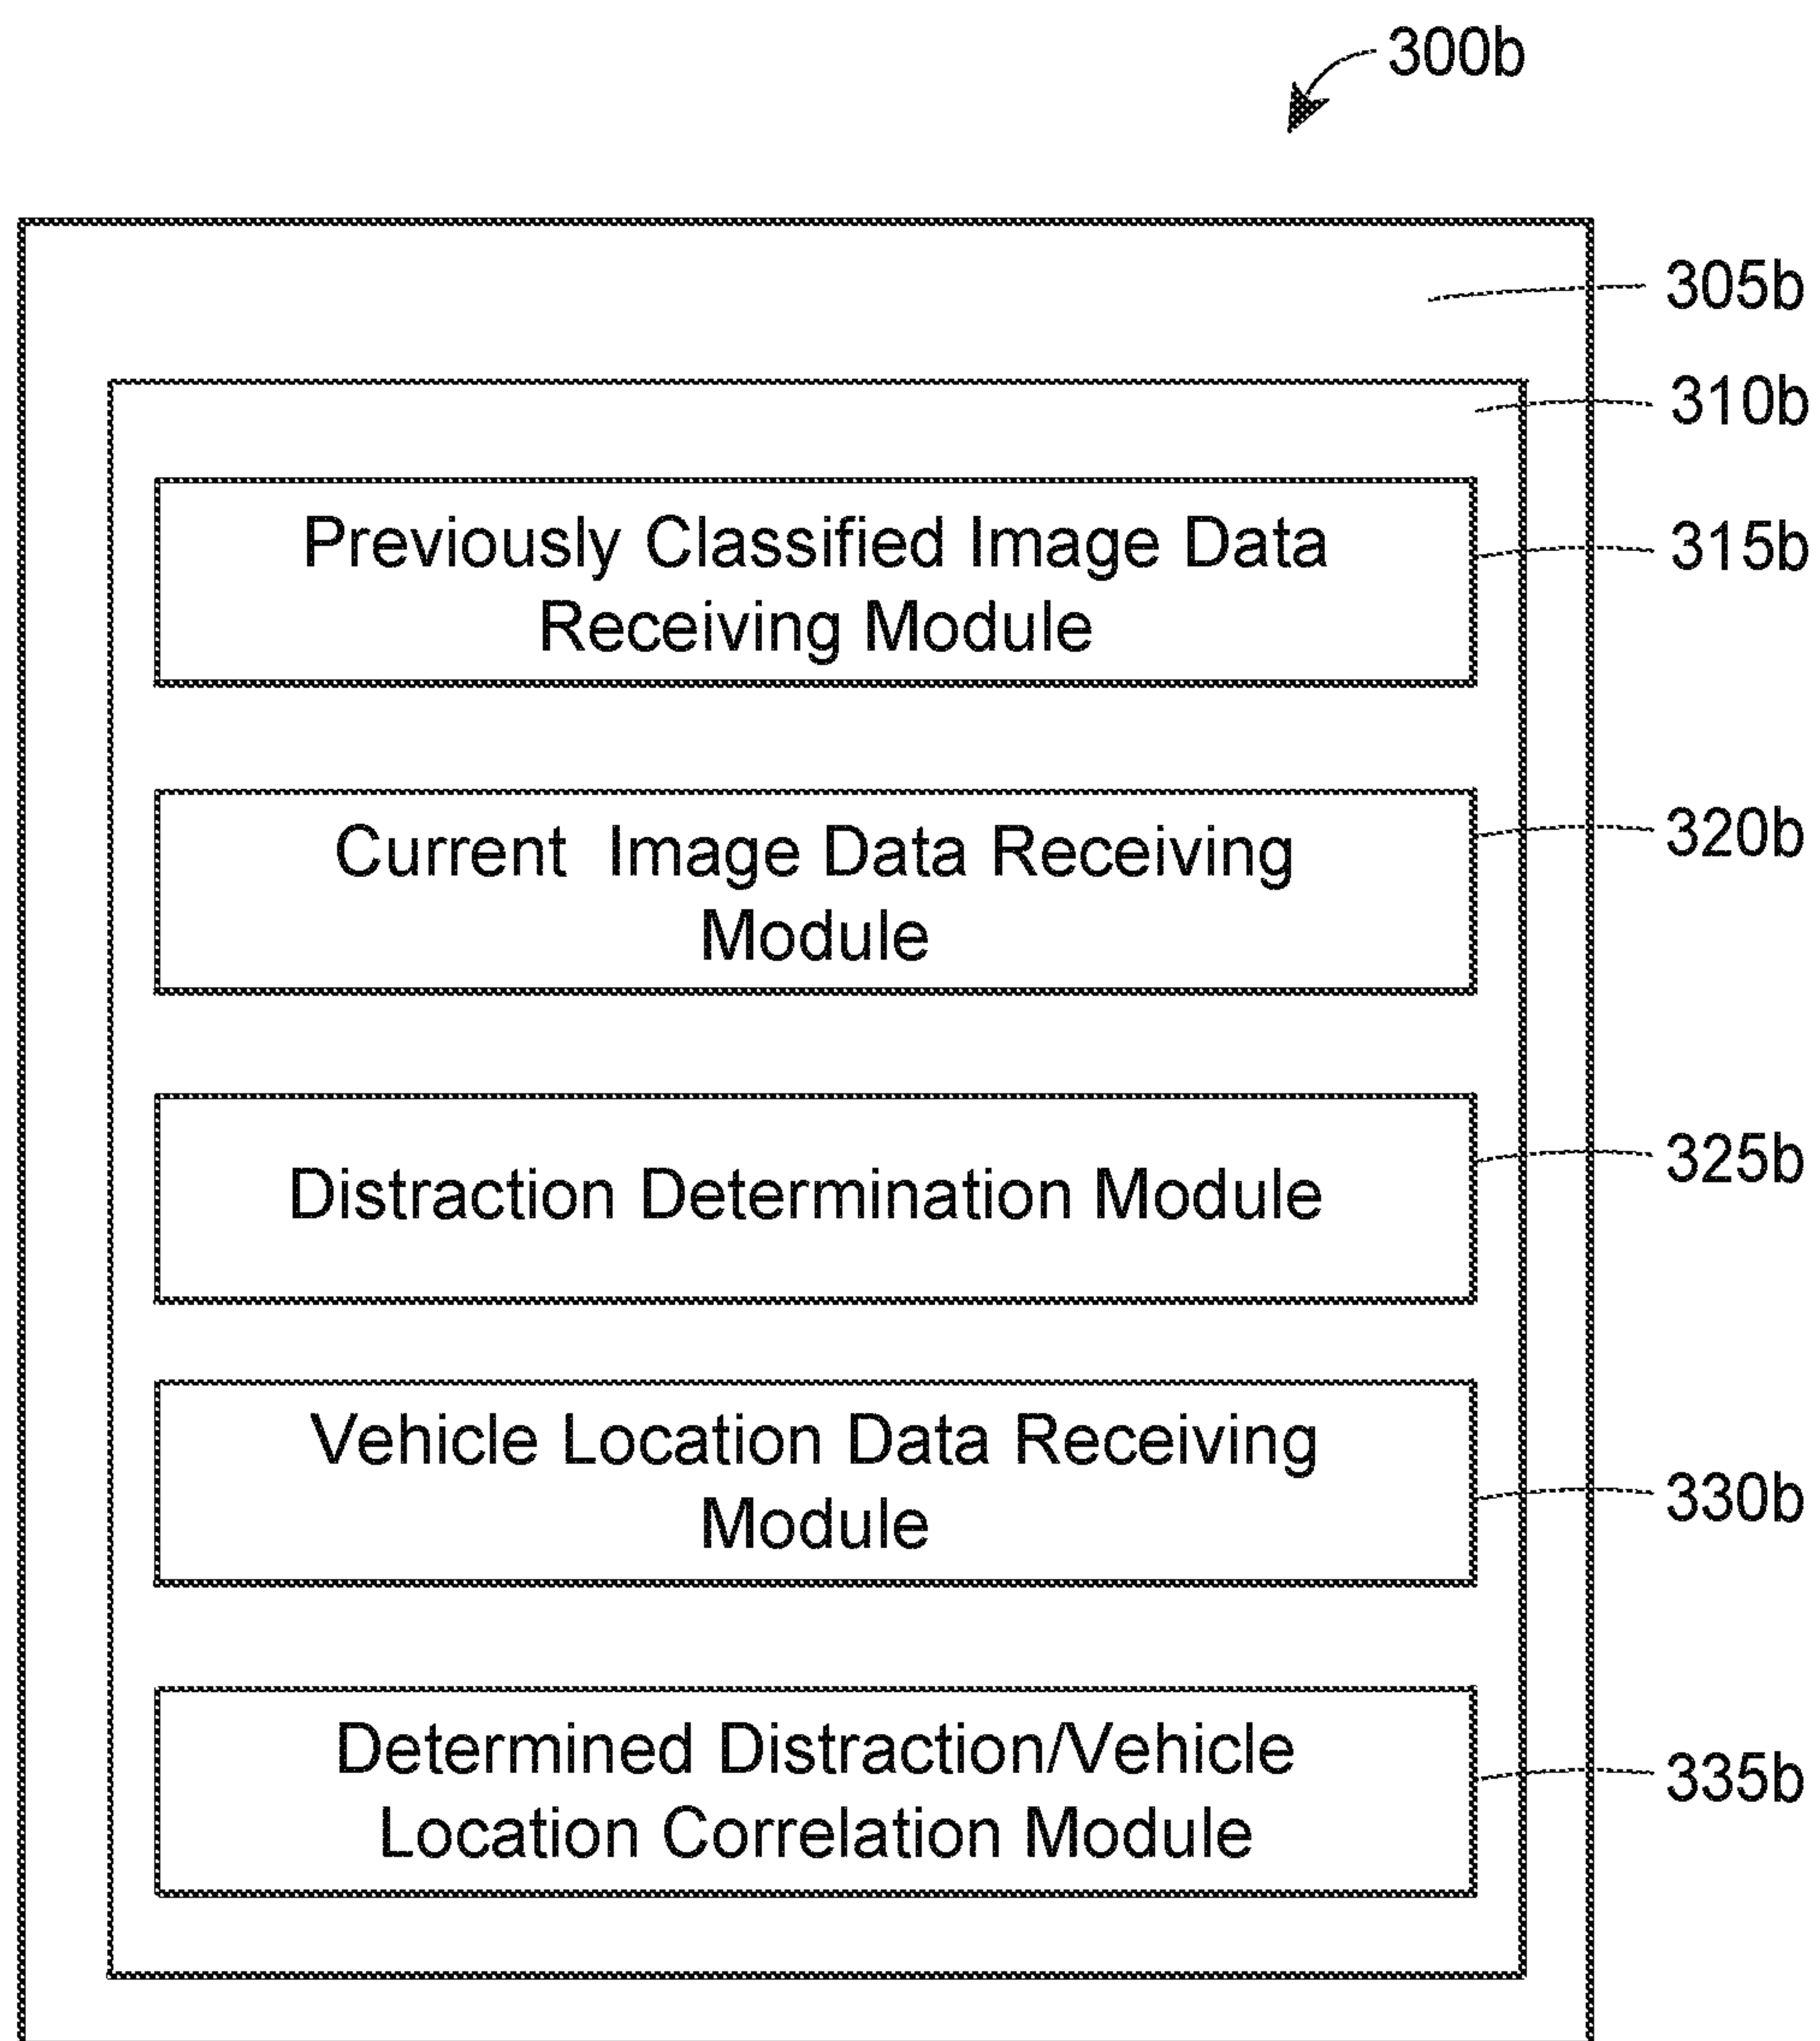 300b
305b
310b
Previously Classified Image Data
Receiving Module
315b
Current Image Data Receiving
Module
320b
Distraction Determination Module
325b
Vehicle Location Data Receiving
Module
330b
Determined Distraction/Vehicle
Location Correlation Module
335b